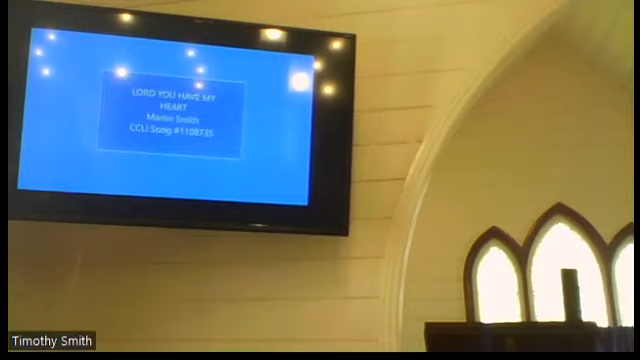 LORD YOU HAVE MY
HEART
Martin Smith
CCLI Song #1108735
Timothy Smith